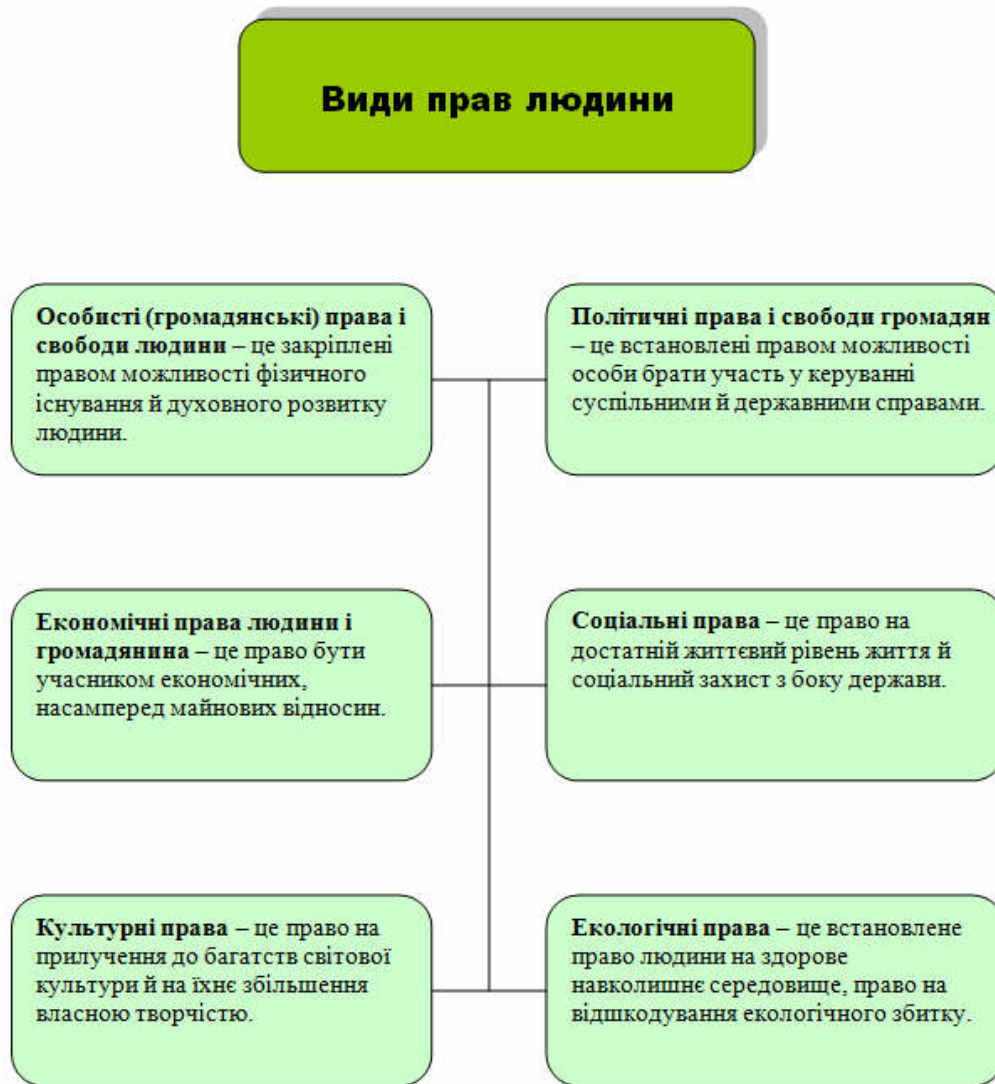 Види прав людини
Особисті (громадянські) права і
свободи людини – це закріплені
правом можливості фізичного
існування й духовного розвитку
людини.
Політичні права і свободи громадян
– це встановлені правом можливості
особи брати участь у керуванні
суспільними й державними справами.
Економічні права людини і
громадянина – це право бути
учасником економічних,
насамперед майнових відносин.
Соціальні права – це право на
достатній життєвий рівень життя й
соціальний захист з боку держави.
Культурні права – це право на
прилучення до багатств світової
культури й на їхнє збільшення
власною творчістю.
Екологічні права – це встановлене
право людини на здорове
навколишнє середовище, право на
відшкодування екологічного збитку.